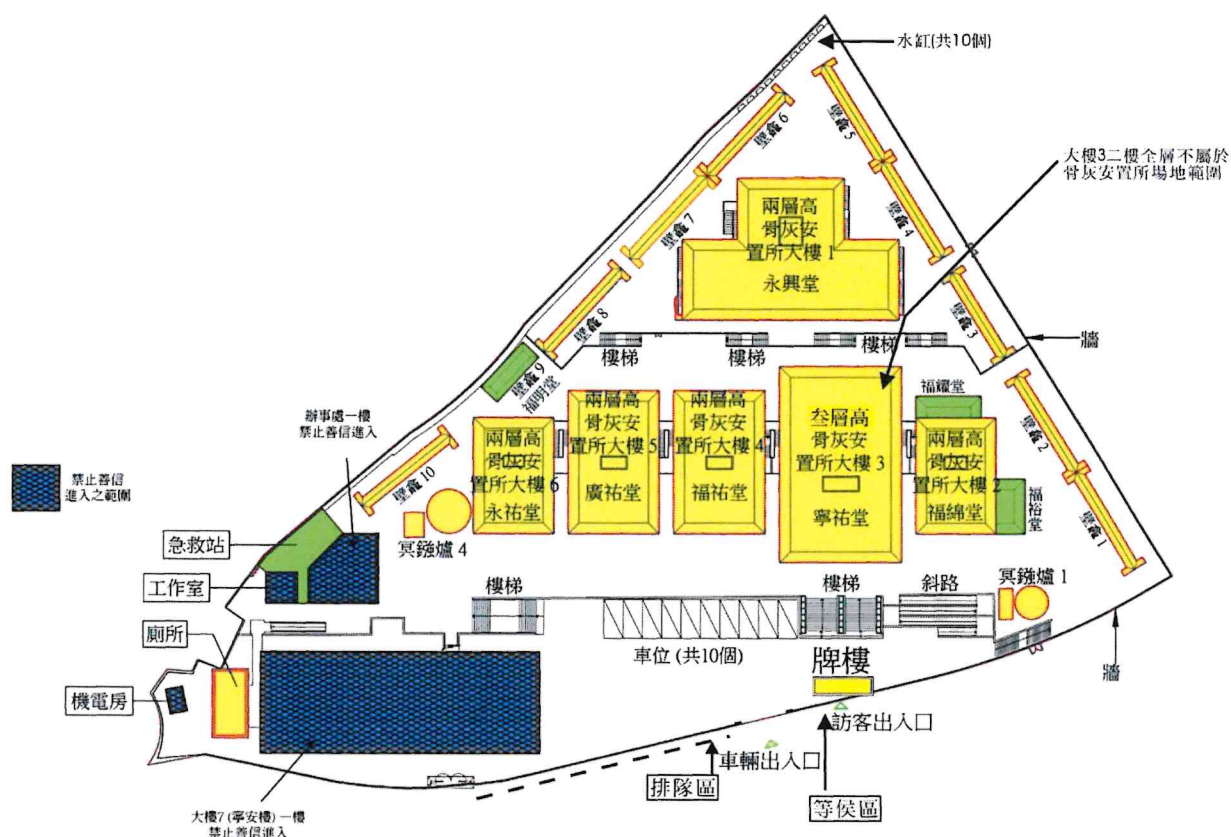 水缸(共10個)
壁龕 6
壁龕 5
大樓3二樓全層不屬於
骨灰安置所場地範圍
壁龕 7
壁龕 4
兩層高
骨灰安
置所大樓 1
永興堂
壁龕 8
壁龕 3
牆
樓梯
樓梯
樓梯
壁龕 9
福明堂
福耀堂
辦事處一樓
禁止善信進入
禁止善信
進入之範圍
壁龕 10
兩層高
骨灰安
置所大樓 6
永祐堂
兩層高
骨灰安
置所大樓 5
廣祐堂
兩層高
骨灰安
置所大樓 4
福祐堂
叁層高
骨灰安
置所大樓 3
寧祐堂
兩層高
骨灰安
置所大樓 2
福綿堂
福裕堂
壁龕 2
壁龕 1
急救站
冥鏹爐 4
工作室
樓梯
樓梯
斜路
冥鏹爐 1
廁所
車位 (共10個)
牌樓
牆
機電房
訪客出入口
車輛出入口
排隊區
等侯區
大樓7 (寧安樓) 一樓
禁止善信進入